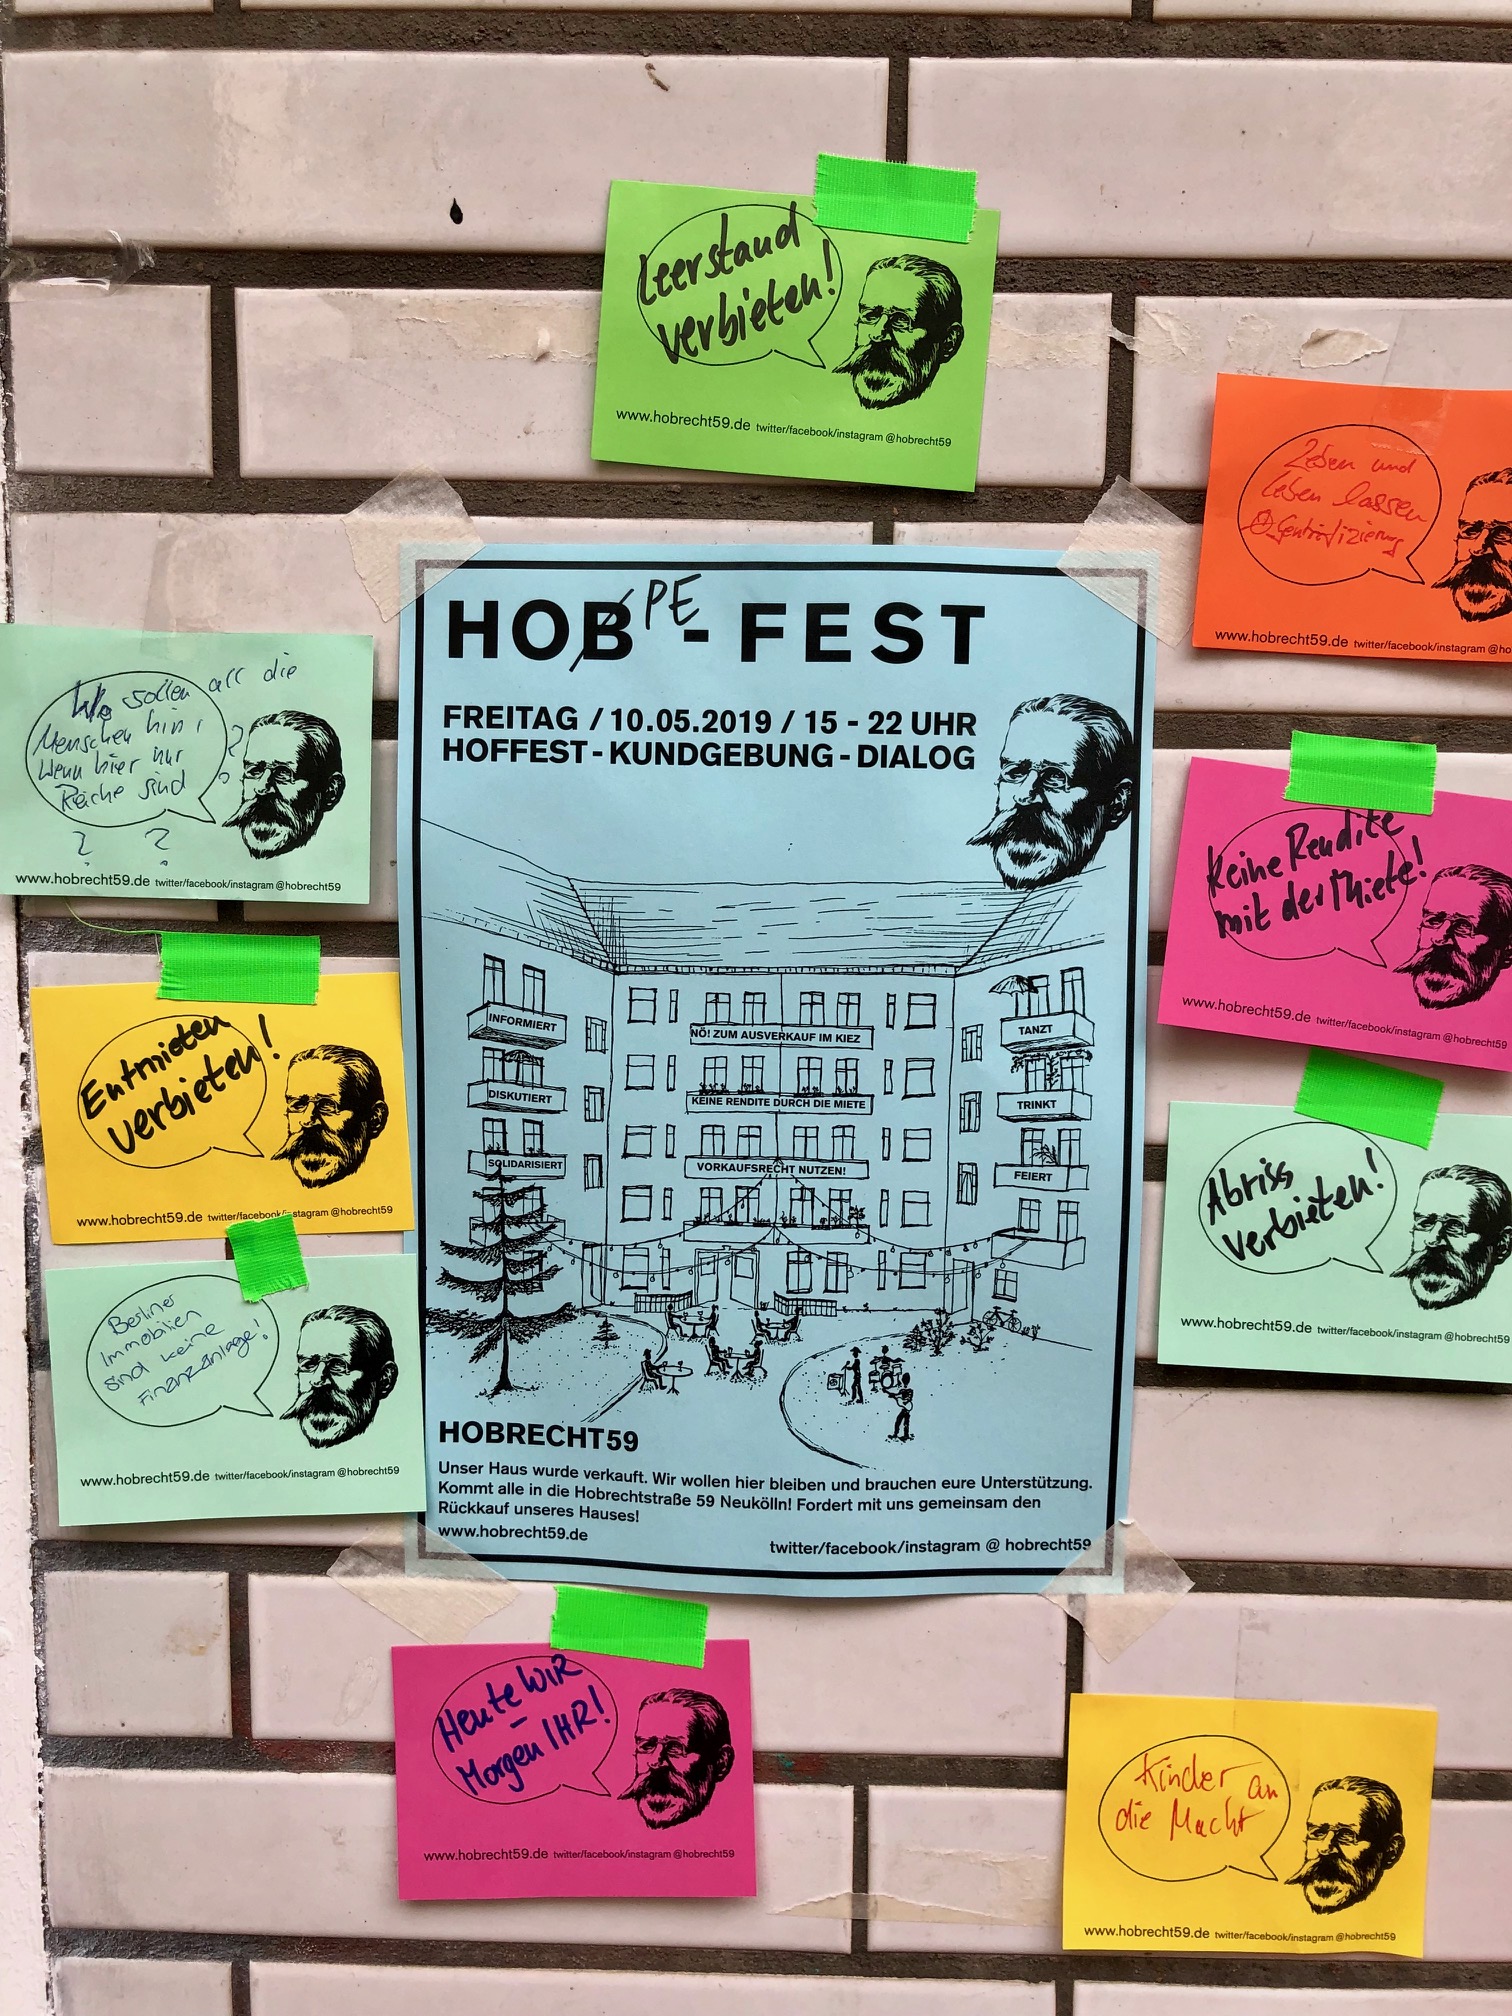 Leerstand
verbieten!
www.hobrecht59.de twitter/facebook/instagram @hobrecht59
Leben und
leben lassen
Gentrifizierung
www.hobrecht59.de twitter/facebook/instagram @ho
HOB PE - FEST
FREITAG / 10.05.2019 / 15 - 22 UHR
HOFFEST - KUNDGEBUNG - DIALOG
INFORMIERT
DISKUTIERT
SOLIDARISIERT
NÖ! ZUM AUSVERKAUF IM KIEZ
KEINE RENDITE DURCH DIE MIETE
VORKAUFSRECHT NUTZEN!
TANZT
TRINKT
FEIERT
HOBRECHT59
Unser Haus wurde verkauft. Wir wollen hier bleiben und brauchen eure Unterstützung.
Kommt alle in die Hobrechtstraße 59 Neukölln! Fordert mit uns gemeinsam den
Rückkauf unseres Hauses!
www.hobrecht59.de
twitter/facebook/instagram @ hobrecht59
Wo sollen all die
Menschen hin,
wenn hier nur
Reiche sind
? ? ? ?
www.hobrecht59.de twitter/facebook/instagram @hobrecht59
Entmieten
verbieten!
www.hobrecht59.de twitter/facebook/instagram @hobrecht59
Berliner
Immobilien
sind keine
Finanzanlage!
www.hobrecht59.de twitter/facebook/instagram @hobrecht59
Keine Rendite
mit der Miete!
www.hobrecht59.de twitter/facebook/instagram @hobrecht59
Abriss
verbieten!
www.hobrecht59.de twitter/facebook/instagram @hobrecht59
Heute WIR
-
Morgen IHR!
www.hobrecht59.de twitter/facebook/instagram @hobrecht59
Kinder an
die Macht
www.hobrecht59.de twitter/facebook/instagram @hobrecht59